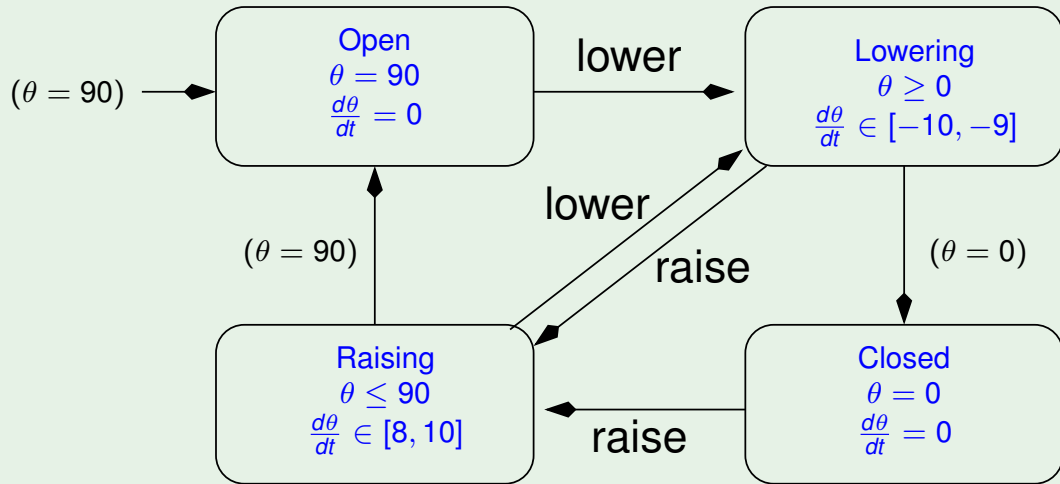 (θ = 90)
Open
θ = 90
dθ/dt = 0
lower
Lowering
θ ≥ 0
dθ/dt ∈ [−10, −9]
lower
raise
(θ = 90)
(θ = 0)
Raising
θ ≤ 90
dθ/dt ∈ [8, 10]
raise
Closed
θ = 0
dθ/dt = 0